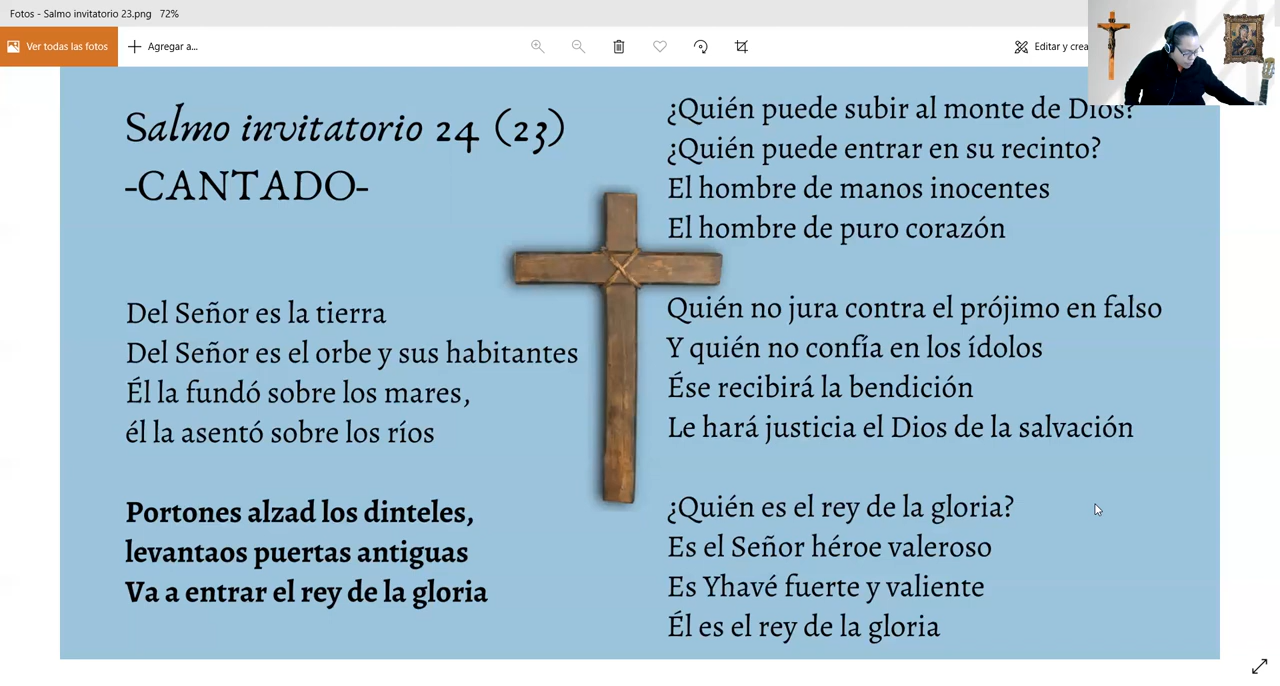 Fotos - Salmo invitatorio 23.png 72%
Ver todas las fotos
Agregar a...
Editar y crea
Salmo invitatorio 24 (23)
-CANTADO-
Del Señor es la tierra
Del Señor es el orbe y sus habitantes
Él la fundó sobre los mares,
él la asentó sobre los ríos
Portones alzad los dinteles,
levantaos puertas antiguas
Va a entrar el rey de la gloria
¿Quién puede subir al monte de Dios?
¿Quién puede entrar en su recinto?
El hombre de manos inocentes
El hombre de puro corazón
Quién no jura contra el prójimo en falso
Y quién no confía en los ídolos
Ése recibirá la bendición
Le hará justicia el Dios de la salvación
¿Quién es el rey de la gloria?
Es el Señor héroe valeroso
Es Yhavé fuerte y valiente
Él es el rey de la gloria